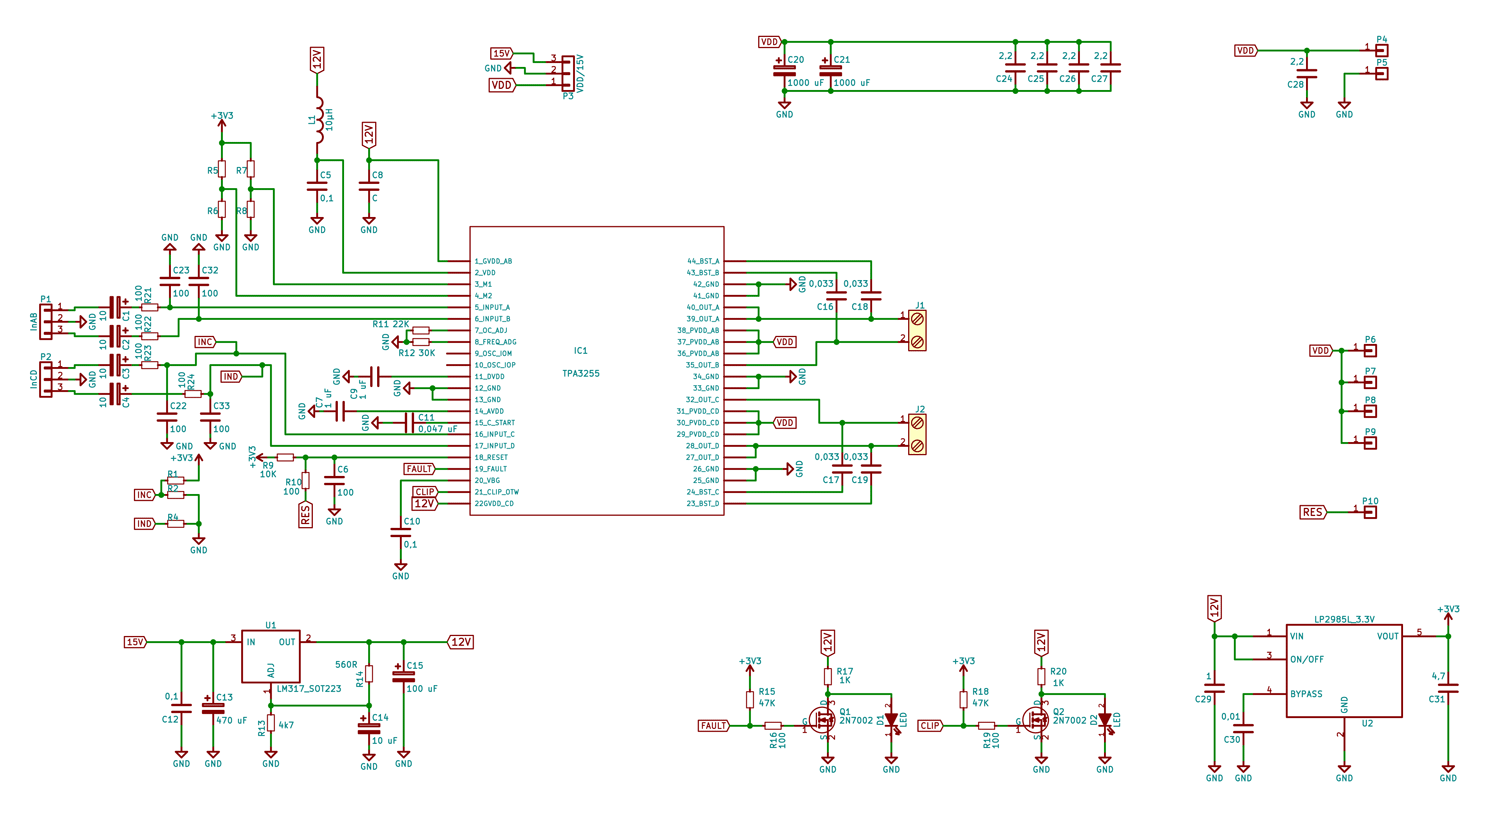 12V
15V
GND
VDD
3
2
1
VDD/15V
P3
VDD
C20
1000 uF
C21
1000 uF
2,2
C24
2,2
C25
2,2
C26
2,2
C27
GND
VDD
2,2
C28
GND
1
P4
1
P5
GND
L1
10µH
+3V3
12V
R5
R7
R6
R8
GND
GND
C5
0,1
GND
C8
C
GND
GND
GND
C23
100
C32
100
P1
InAB
1
2
3
GND
10
C1
100
R21
10
C2
100
R22
P2
InCD
1
2
3
GND
10
C3
100
R23
10
C4
100
R24
INC
IND
C22
100
GND
C33
100
GND
R11 22K
GND
R12 30K
GND
C9
1 uF
GND
GND
C7
1 uF
GND
C11
0,047 uF
+3V3
R9
10K
R10
100
RES
C6
100
GND
FAULT
CLIP
12V
C10
0,1
GND
+3V3
R1
INC
R2
IND
R4
GND
IC1
TPA3255
1_GVDD_AB
2_VDD
3_M1
4_M2
5_INPUT_A
6_INPUT_B
7_OC_ADJ
8_FREQ_ADG
9_OSC_IOM
10_OSC_IOP
11_DVDD
12_GND
13_GND
14_AVDD
15_C_START
16_INPUT_C
17_INPUT_D
18_RESET
19_FAULT
20_VBG
21_CLIP_OTW
22GVDD_CD
44_BST_A
43_BST_B
42_GND
41_GND
40_OUT_A
39_OUT_A
38_PVDD_AB
37_PVDD_AB
36_PVDD_AB
35_OUT_B
34_GND
33_GND
32_OUT_C
31_PVDD_CD
30_PVDD_CD
29_PVDD_CD
28_OUT_D
27_OUT_D
26_GND
25_GND
24_BST_C
23_BST_D
GND
0,033
C16
0,033
C18
J1
1
2
VDD
GND
VDD
J2
1
2
0,033
C17
0,033
C19
GND
VDD
1
P6
1
P7
1
P8
1
P9
RES
1
P10
15V
0,1
C12
GND
C13
470 uF
GND
U1
3
IN
OUT
2
ADJ
1
LM317_SOT223
R13
4k7
GND
560R
R14
C14
10 uF
GND
C15
100 uF
GND
12V
+3V3
R15
47K
FAULT
R16
100
12V
R17
1K
Q1
2N7002
G
1
D
3
S
2
GND
D1
LED
2
1
GND
+3V3
R18
47K
CLIP
R19
100
12V
R20
1K
Q2
2N7002
G
1
D
3
S
2
GND
D2
LED
2
1
GND
12V
1
C29
GND
0,01
C30
GND
LP2985L_3.3V
1
VIN
3
ON/OFF
4
BYPASS
VOUT
5
GND
2
U2
GND
+3V3
4,7
C31
GND